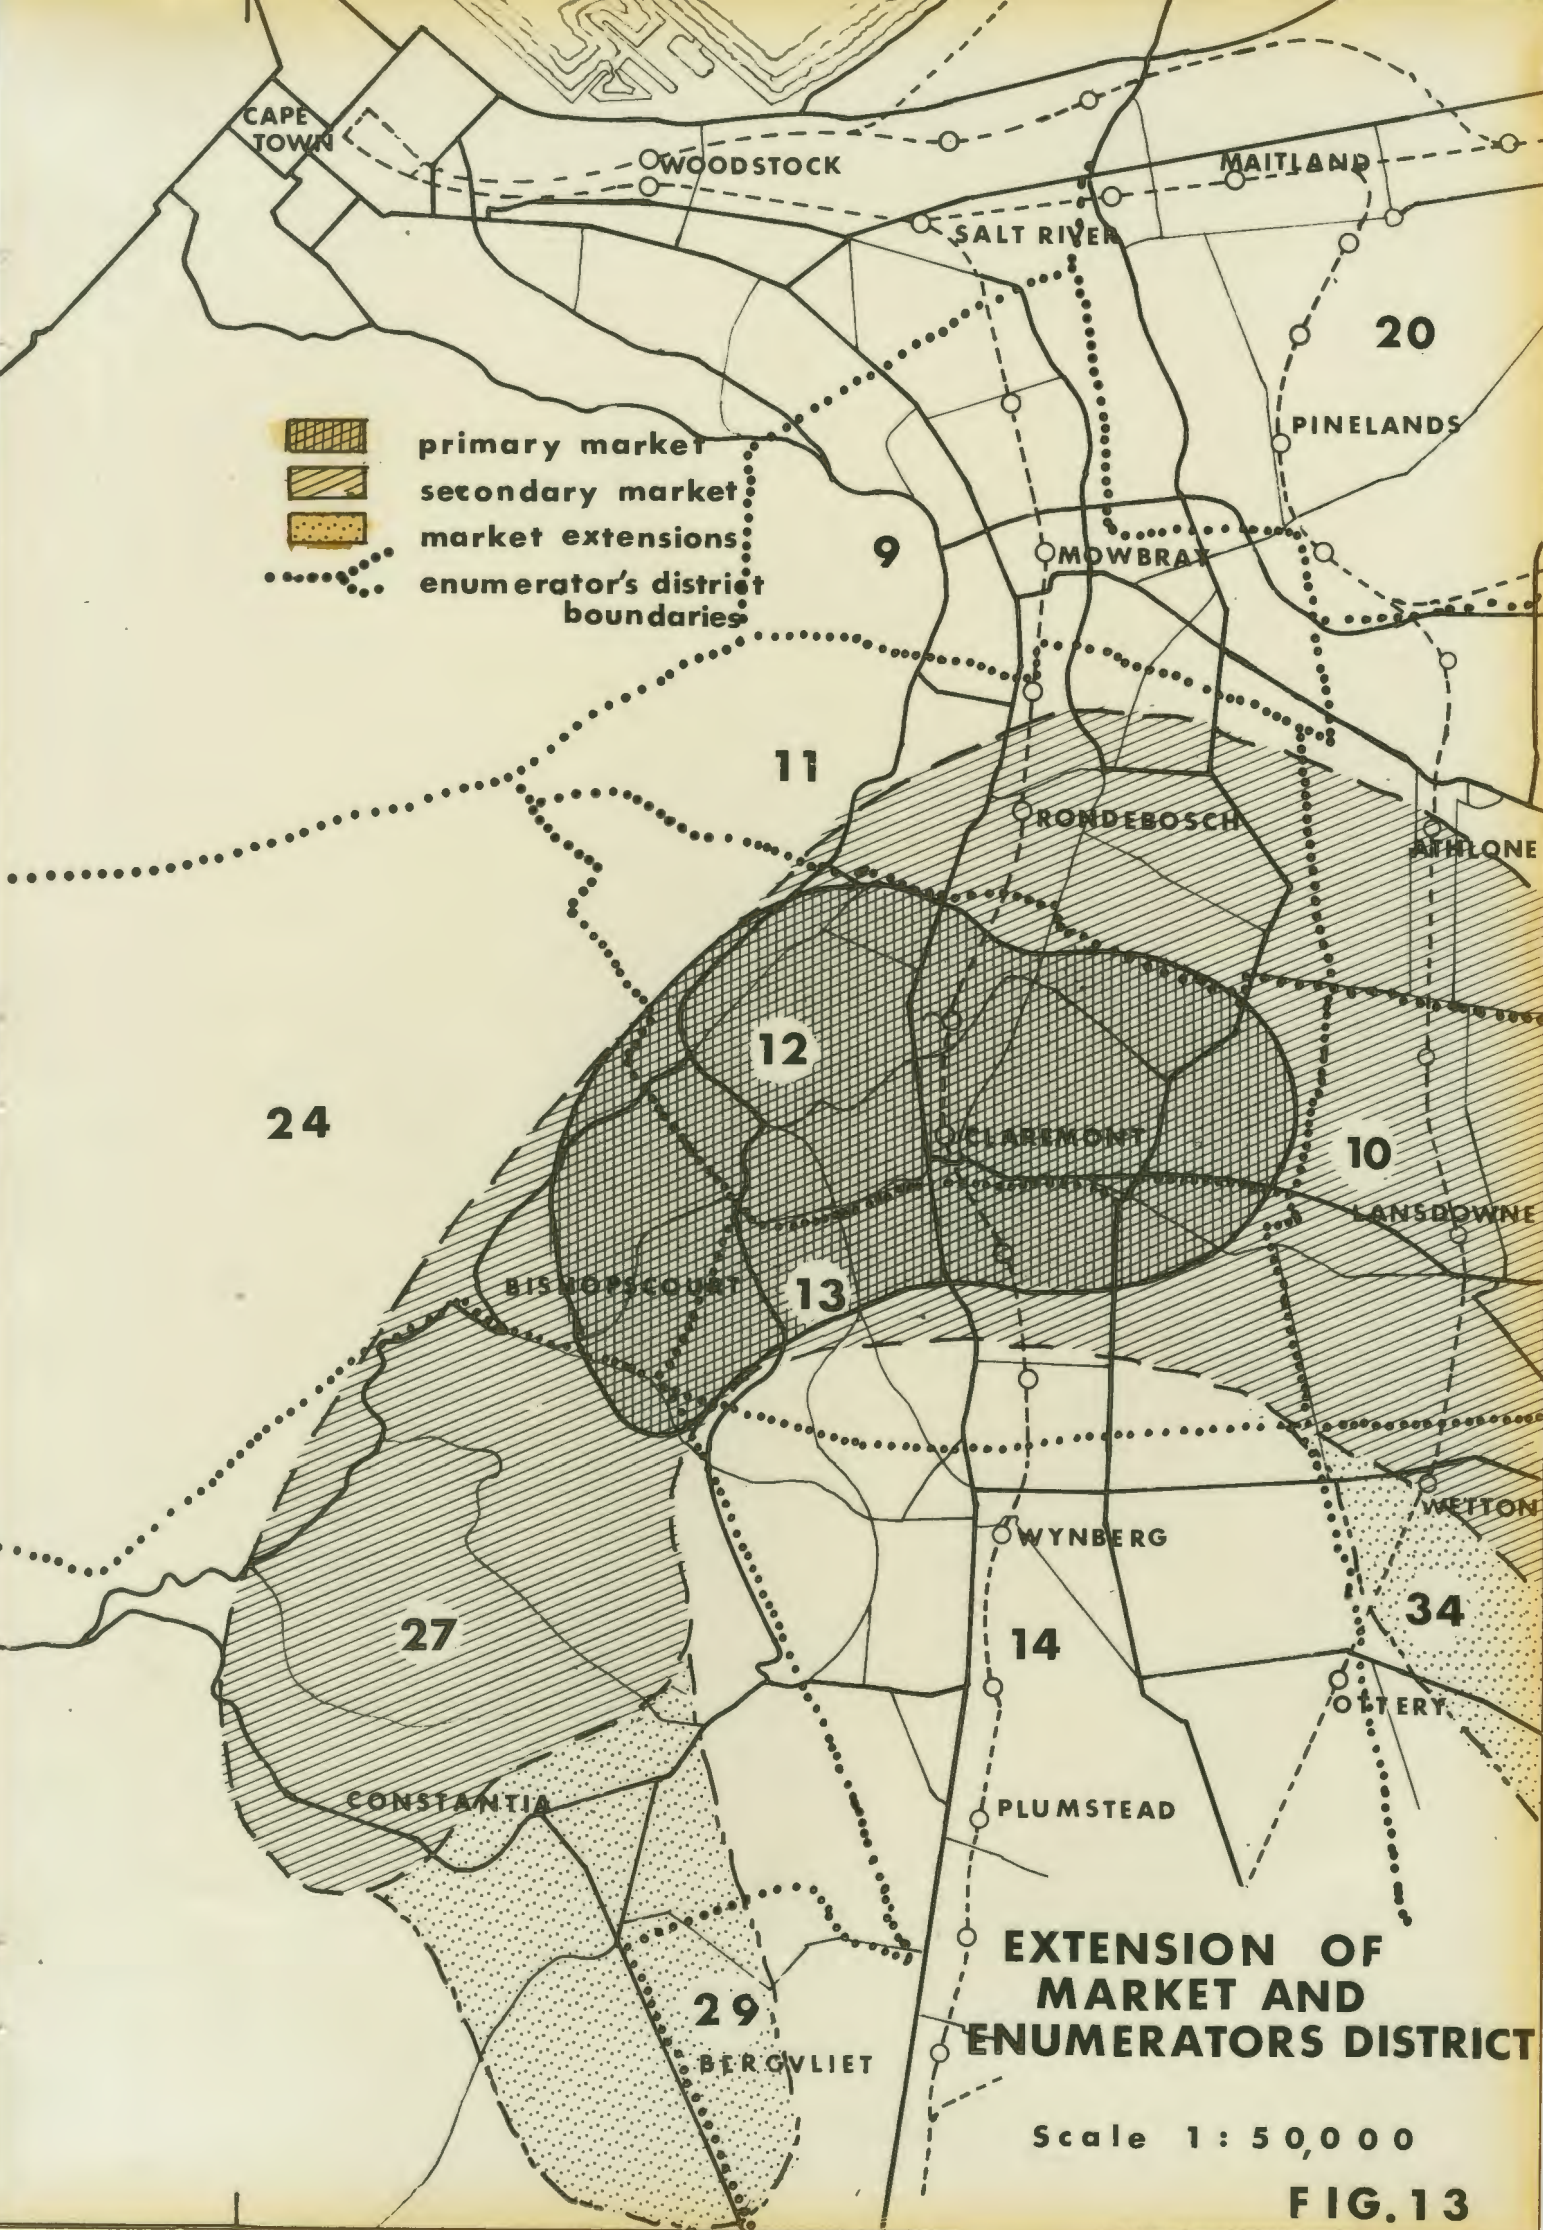 CAPE
TOWN
WOODSTOCK
MAITLAND
SALT RIVER
20
PINELANDS
primary market
secondary market
market extensions
enumerator's district
boundaries
9
MOWBRAY
11
RONDEBOSCH
ATHLONE
12
24
CLAREMONT
10
LANSDOWNE
BISHOPSCOURT
13
WETTON
WYNBERG
27
14
34
OTTERY
CONSTANTIA
PLUMSTEAD
29
BERGVLIET
EXTENSION OF
MARKET AND
ENUMERATORS DISTRICT
Scale 1:50,000
FIG.13